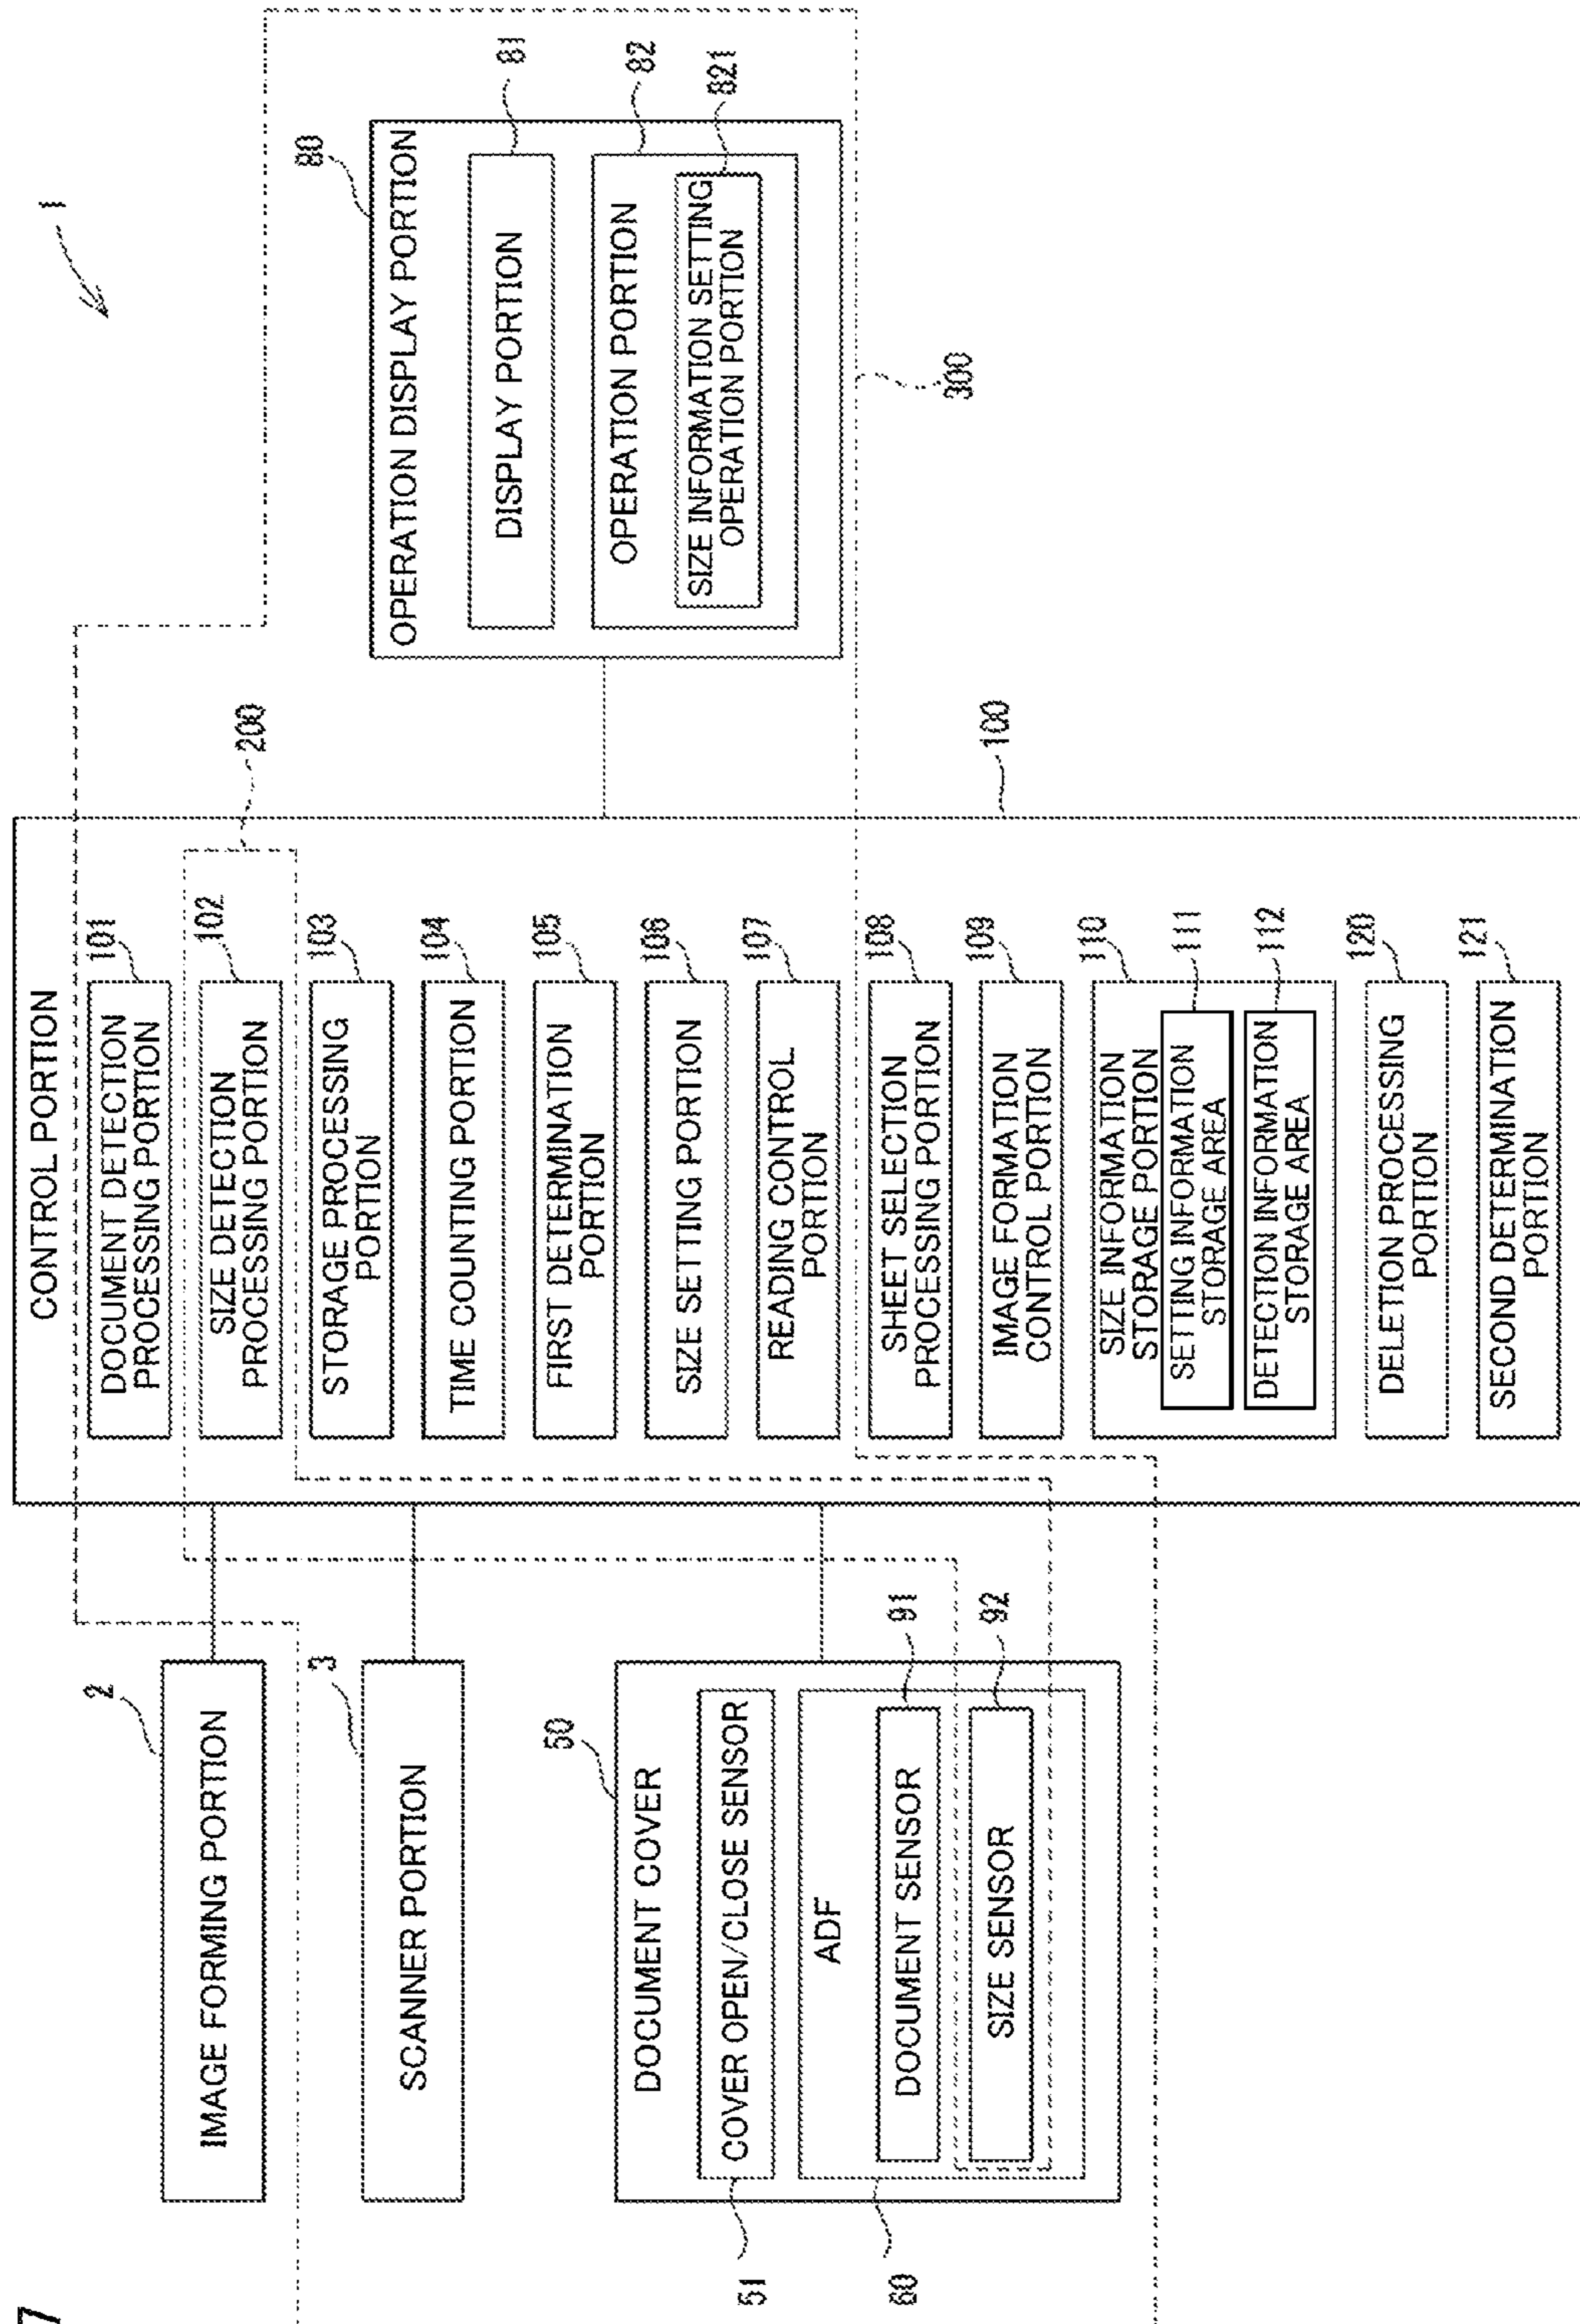 7
1
2
IMAGE FORMING PORTION
3
SCANNER PORTION
50
DOCUMENT COVER
51
COVER OPEN/CLOSE SENSOR
60
ADF
91
DOCUMENT SENSOR
92
SIZE SENSOR
CONTROL PORTION
101
DOCUMENT DETECTION
PROCESSING PORTION
200
102
SIZE DETECTION
PROCESSING PORTION
103
STORAGE PROCESSING
PORTION
104
TIME COUNTING PORTION
105
FIRST DETERMINATION
PORTION
106
SIZE SETTING PORTION
107
READING CONTROL
PORTION
108
SHEET SELECTION
PROCESSING PORTION
109
IMAGE FORMATION
CONTROL PORTION
110
SIZE INFORMATION
STORAGE PORTION
111
SETTING INFORMATION
STORAGE AREA
112
DETECTION INFORMATION
STORAGE AREA
120
DELETION PROCESSING
PORTION
121
SECOND DETERMINATION
PORTION
100
80
OPERATION DISPLAY PORTION
81
DISPLAY PORTION
82
OPERATION PORTION
821
SIZE INFORMATION SETTING
OPERATION PORTION
300